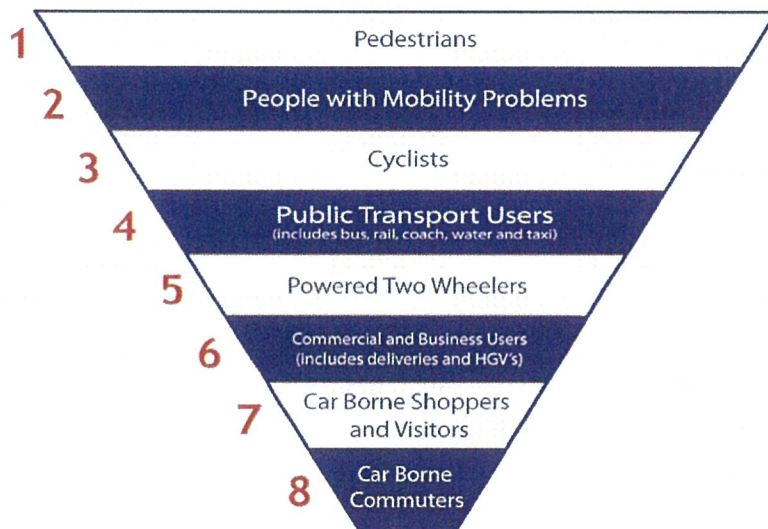 1
Pedestrians
2
People with Mobility Problems
3
Cyclists
4
Public Transport Users
(includes bus, rail, coach, water and taxi)
5
Powered Two Wheelers
6
Commercial and Business Users
(includes deliveries and HGV's)
7
Car Borne Shoppers
and Visitors
8
Car Borne
Commuters